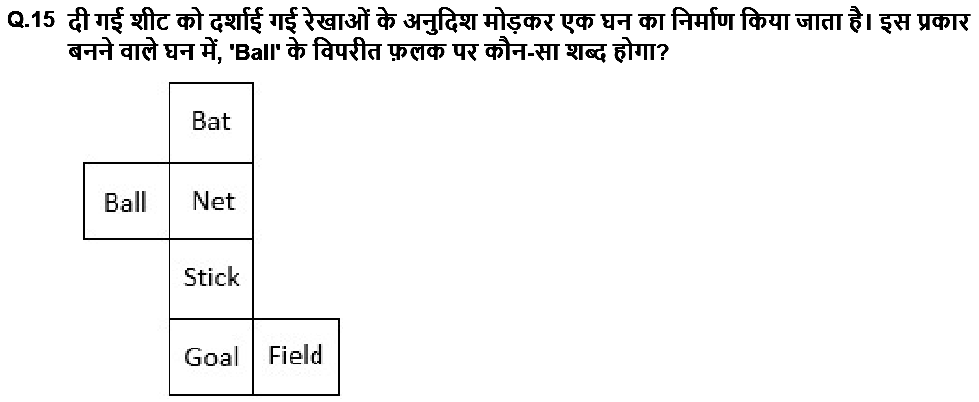 Q.15 दी गई शीट को दर्शाई गई रेखाओं के अनुदिश मोड़कर एक घन का निर्माण किया जाता है। इस प्रकार
बनने वाले घन में, 'Ball' के विपरीत फ़लक पर कौन-सा शब्द होगा?
Bat
Ball Net
Stick
Goal Field